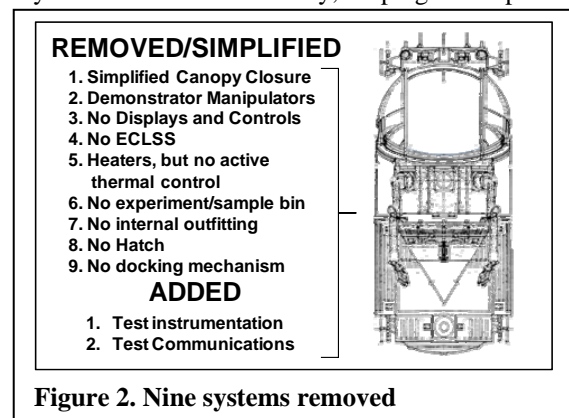 REMOVED/SIMPLIFIED
1. Simplified Canopy Closure
2. Demonstrator Manipulators
3. No Displays and Controls
4. No ECLSS
5. Heaters, but no active
thermal control
6. No experiment/sample bin
7. No internal outfitting
8. No Hatch
9. No docking mechanism
ADDED
1. Test instrumentation
2. Test Communications
Figure 2. Nine systems removed